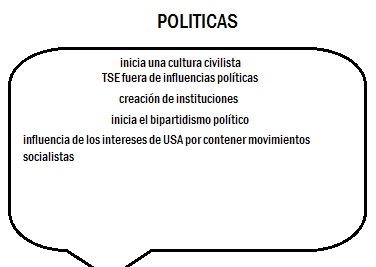 POLITICAS
inicia una cultura civilista
TSE fuera de influencias políticas
creación de instituciones
inicia el bipartidismo político
influencia de los intereses de USA por contener movimientos
socialistas